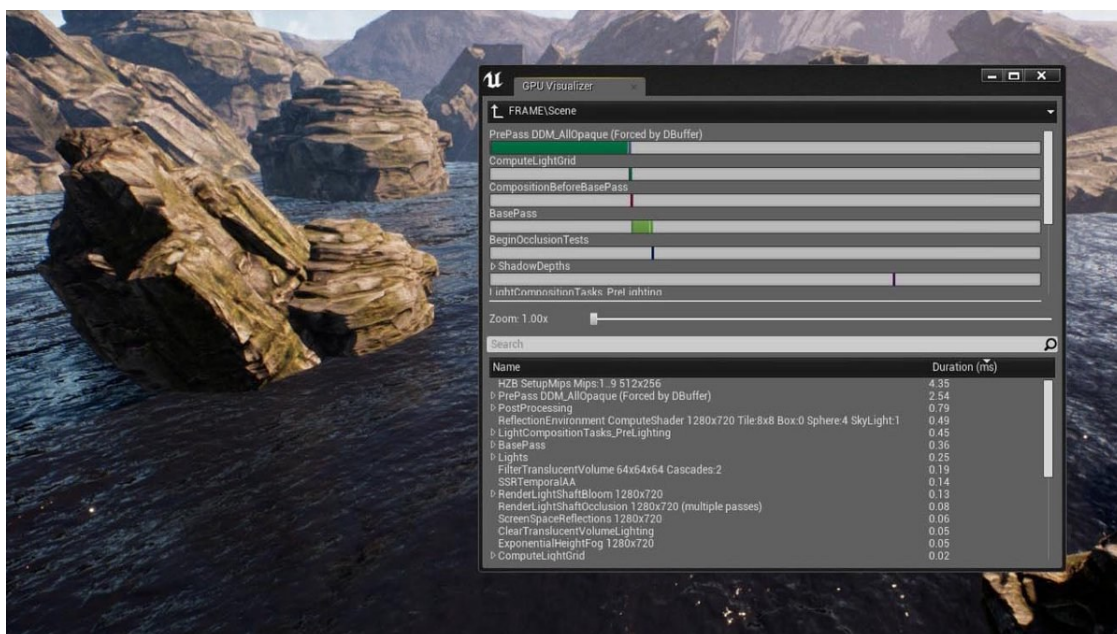 GPU Visualizer
FRAME\Scene
PrePass DDM_AllOpaque (Forced by DBuffer)
ComputeLightGrid
CompositionBeforeBasePass
BasePass
BeginOcclusionTests
ShadowDepths
LightCompositionTasks_PreLighting
Zoom: 1.00x
Search
Name Duration (ms)
HZB SetupMips Mips:1..9 512x256 4.35
PrePass DDM_AllOpaque (Forced by DBuffer) 2.54
PostProcessing 0.79
ReflectionEnvironment ComputeShader 1280x720 Tile:8x8 Box:0 Sphere:4 SkyLight:1 0.49
LightCompositionTasks_PreLighting 0.45
BasePass 0.36
Lights 0.25
FilterTranslucentVolume 64x64x64 Cascades:2 0.19
SSRTemporalAA 0.14
RenderLightShaftBloom 1280x720 0.13
RenderLightShaftOcclusion 1280x720 (multiple passes) 0.08
ScreenSpaceReflections 1280x720 0.06
ClearTranslucentVolumeLighting 0.05
ExponentialHeightFog 1280x720 0.05
ComputeLightGrid 0.02